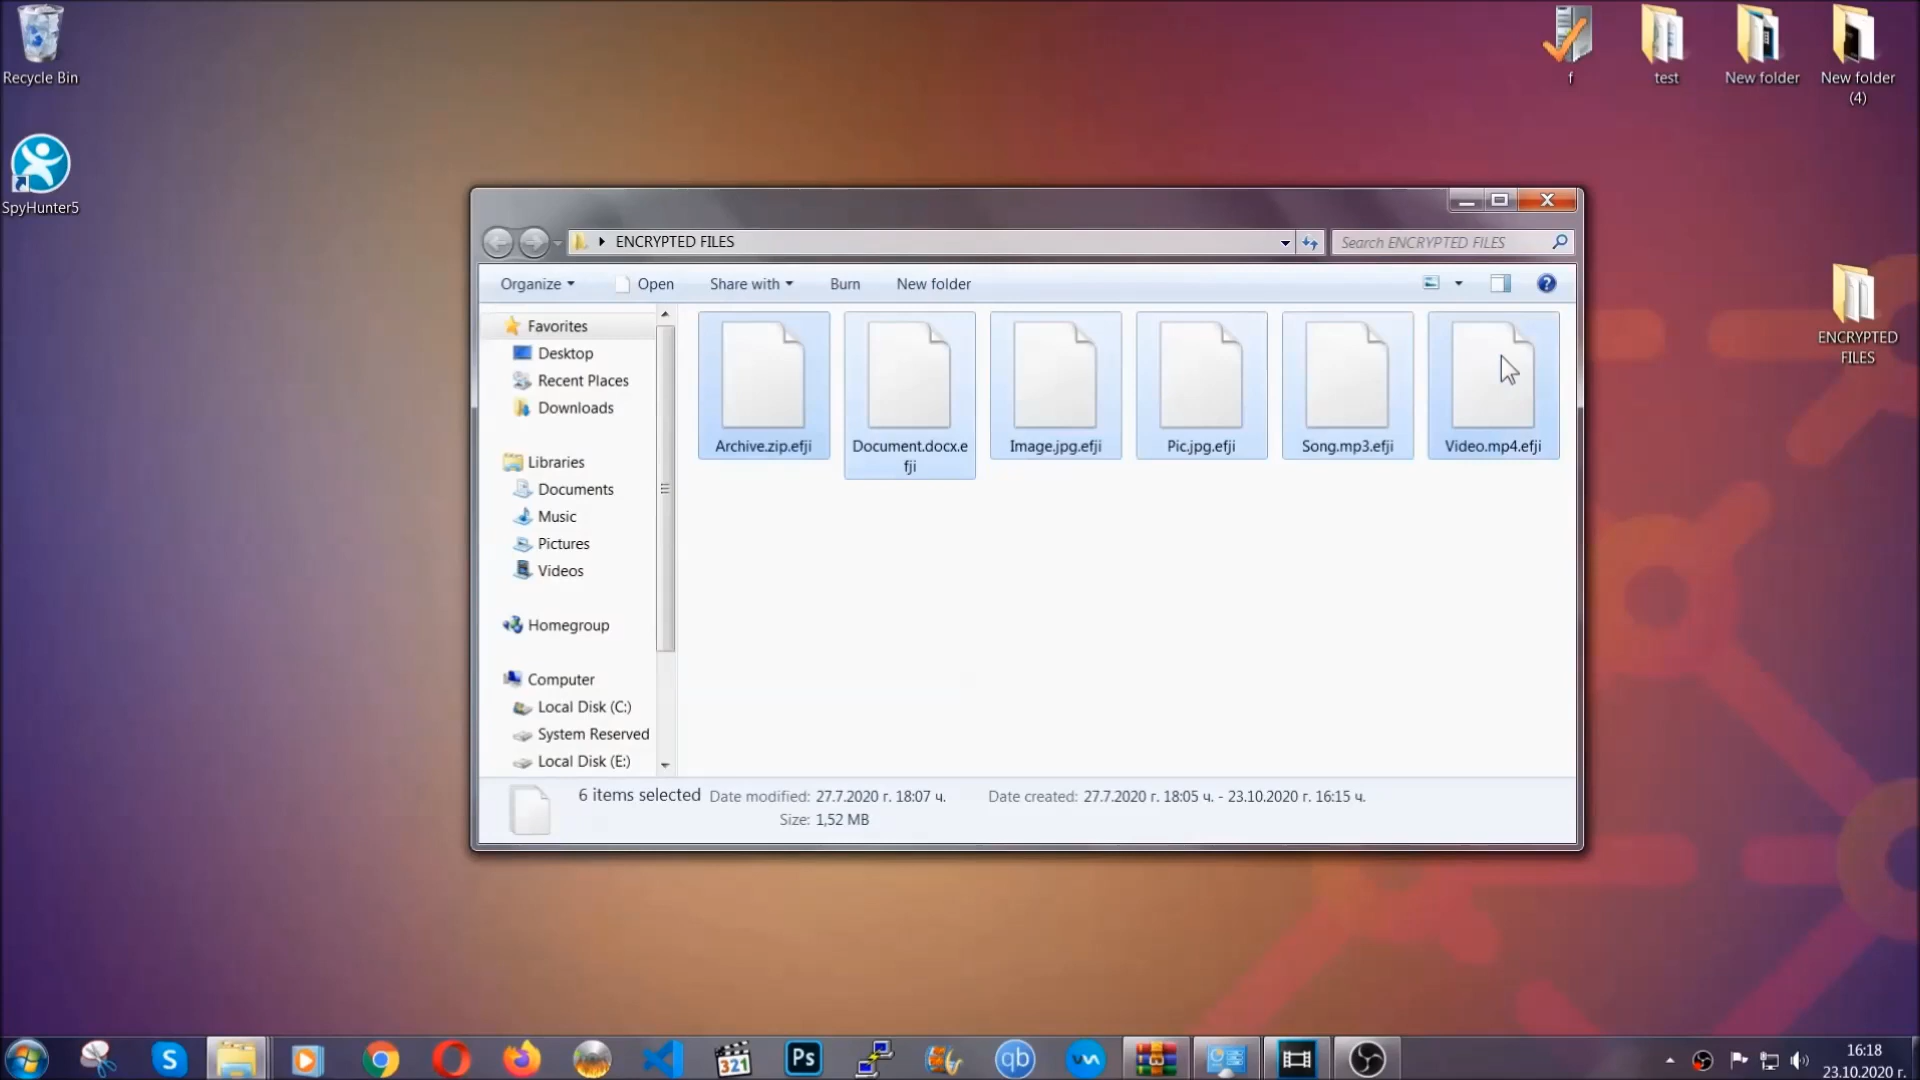 Recycle Bin
SpyHunter5
f
test
New folder
New folder
(4)
ENCRYPTED
FILES
ENCRYPTED FILES
Search ENCRYPTED FILES
Organize
Open
Share with
Burn
New folder
Favorites
Desktop
Recent Places
Downloads
Libraries
Documents
Music
Pictures
Videos
Homegroup
Computer
Local Disk (C:)
System Reserved
Local Disk (E:)
Archive.zip.efji
Document.docx.e
fji
Image.jpg.efji
Pic.jpg.efji
Song.mp3.efji
Video.mp4.efji
6 items selected Date modified: 27.7.2020 г. 18:07 ч. Date created: 27.7.2020 г. 18:05 ч. - 23.10.2020 г. 16:15 ч.
Size: 1,52 MB
S
321
Ps
qb
16:18
23.10.2020 г.